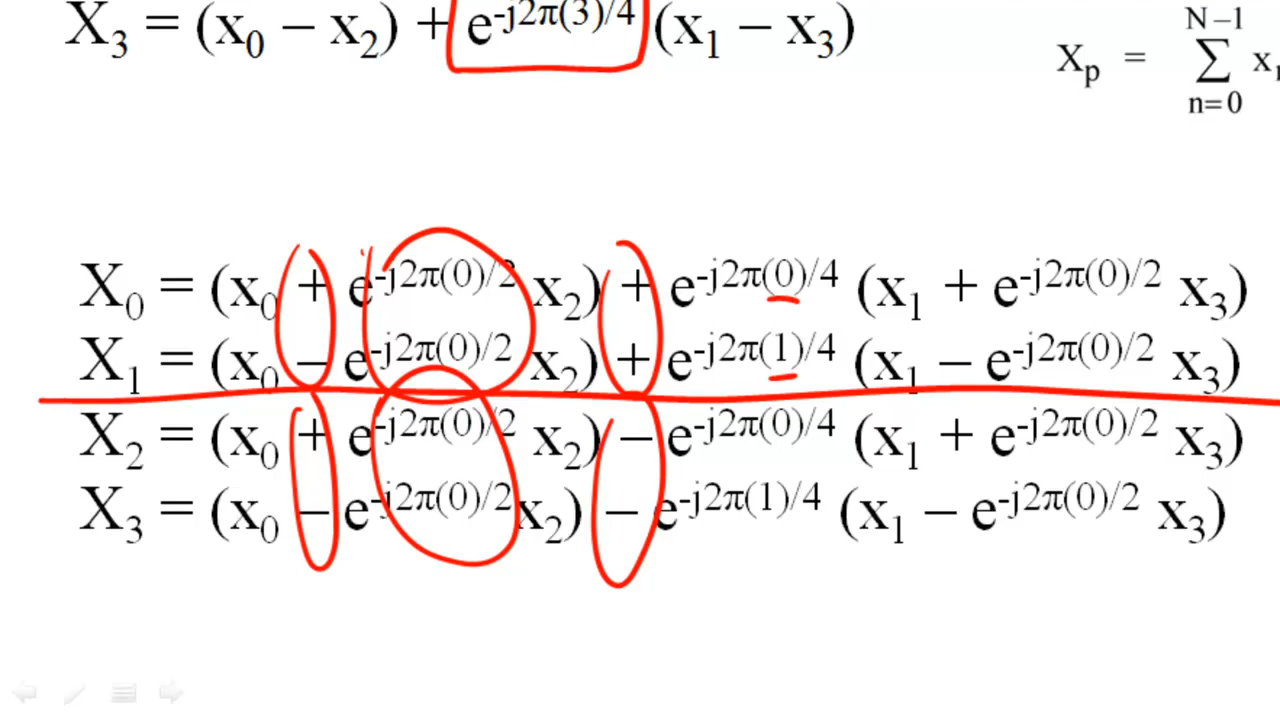 X₃ = (x₀ − x₂) + e^-j2π(3)/4 (x₁ − x₃)
N−1
Xₚ = ∑ x
n=0
X₀ = (x₀ + e^-j2π(0)/2 x₂) + e^-j2π(0)/4 (x₁ + e^-j2π(0)/2 x₃)
X₁ = (x₀ − e^-j2π(0)/2 x₂) + e^-j2π(1)/4 (x₁ − e^-j2π(0)/2 x₃)
X₂ = (x₀ + e^-j2π(0)/2 x₂) − e^-j2π(0)/4 (x₁ + e^-j2π(0)/2 x₃)
X₃ = (x₀ − e^-j2π(0)/2 x₂) − e^-j2π(1)/4 (x₁ − e^-j2π(0)/2 x₃)